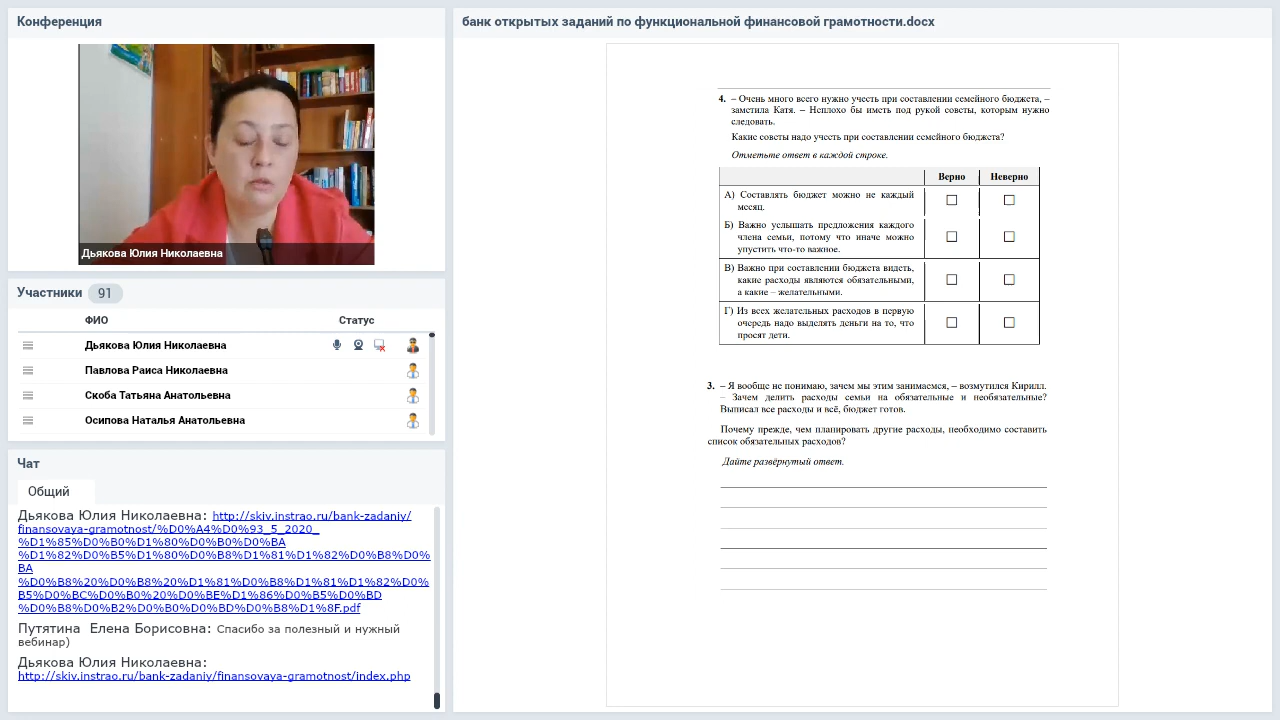 Конференция
Дьякова Юлия Николаевна
Участники 91
ФИО Статус
Дьякова Юлия Николаевна
Павлова Раиса Николаевна
Скоба Татьяна Анатольевна
Осипова Наталья Анатольевна
Чат
Общий
Дьякова Юлия Николаевна: http://skiv.instrao.ru/bank-zadaniy/
finansovaya-gramotnost/%D0%A4%D0%93_5_2020_
%D1%85%D0%B0%D1%80%D0%B0%D0%BA
%D1%82%D0%B5%D1%80%D0%B8%D1%81%D1%82%D0%B8%D0%
BA
%D0%B8%20%D0%B8%20%D1%81%D0%B8%D1%81%D1%82%D0%
B5%D0%BC%D0%B0%20%D0%BE%D1%86%D0%B5%D0%BD
%D0%B8%D0%B2%D0%B0%D0%BD%D0%B8%D1%8F.pdf
Путятина Елена Борисовна: Спасибо за полезный и нужный
вебинар)
Дьякова Юлия Николаевна:
http://skiv.instrao.ru/bank-zadaniy/finansovaya-gramotnost/index.php
банк открытых заданий по функциональной финансовой грамотности.docx
4. – Очень много всего нужно учесть при составлении семейного бюджета, –
заметила Катя. – Неплохо бы иметь под рукой советы, которым нужно
следовать.
Какие советы надо учесть при составлении семейного бюджета?
Отметьте ответ в каждой строке.
Верно Неверно
А) Составлять бюджет можно не каждый
месяц.
Б) Важно услышать предложения каждого
члена семьи, потому что иначе можно
упустить что-то важное.
В) Важно при составлении бюджета видеть,
какие расходы являются обязательными,
а какие – желательными.
Г) Из всех желательных расходов в первую
очередь надо выделять деньги на то, что
просят дети.
3. – Я вообще не понимаю, зачем мы этим занимаемся, – возмутился Кирилл.
– Зачем делить расходы семьи на обязательные и необязательные?
Выписал все расходы и всё, бюджет готов.
Почему прежде, чем планировать другие расходы, необходимо составить
список обязательных расходов?
Дайте развёрнутый ответ.